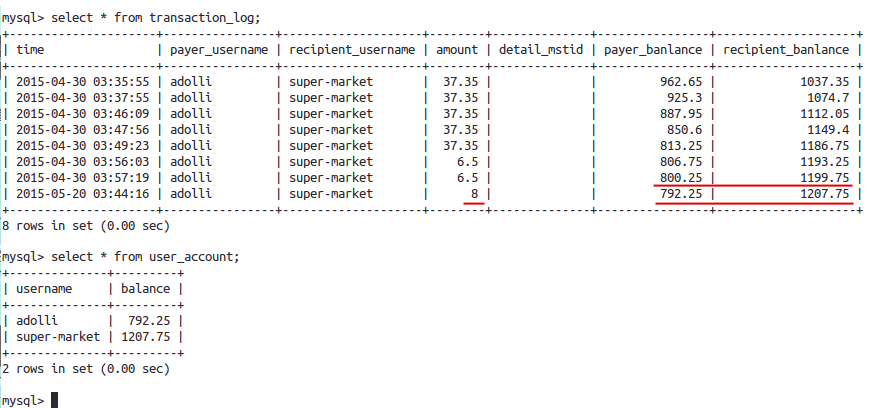 mysql> select * from transaction_log;
+---------------------+----------------+--------------------+--------+--------------+----------------+--------------------+
| time                | payer_username | recipient_username | amount | detail_mstid | payer_banlance | recipient_banlance |
+---------------------+----------------+--------------------+--------+--------------+----------------+--------------------+
| 2015-04-30 03:35:55 | adolli         | super-market       |  37.35 |              |         962.65 |            1037.35 |
| 2015-04-30 03:37:55 | adolli         | super-market       |  37.35 |              |          925.3 |             1074.7 |
| 2015-04-30 03:46:09 | adolli         | super-market       |  37.35 |              |         887.95 |            1112.05 |
| 2015-04-30 03:47:56 | adolli         | super-market       |  37.35 |              |          850.6 |             1149.4 |
| 2015-04-30 03:49:23 | adolli         | super-market       |  37.35 |              |         813.25 |            1186.75 |
| 2015-04-30 03:56:03 | adolli         | super-market       |    6.5 |              |         806.75 |            1193.25 |
| 2015-04-30 03:57:19 | adolli         | super-market       |    6.5 |              |         800.25 |            1199.75 |
| 2015-05-20 03:44:16 | adolli         | super-market       |      8 |              |         792.25 |            1207.75 |
+---------------------+----------------+--------------------+--------+--------------+----------------+--------------------+
8 rows in set (0.00 sec)
mysql> select * from user_account;
+--------------+---------+
| username     | balance |
+--------------+---------+
| adolli       |  792.25 |
| super-market | 1207.75 |
+--------------+---------+
2 rows in set (0.00 sec)
mysql>